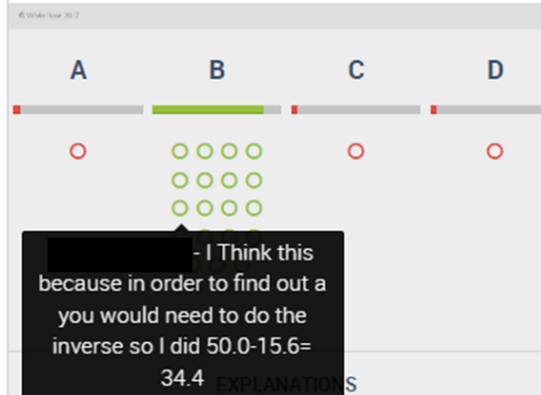 © White Rose 2017
A B C D
- I Think this
because in order to find out a
you would need to do the
inverse so I did 50.0-15.6=
34.4
EXPLANATIONS